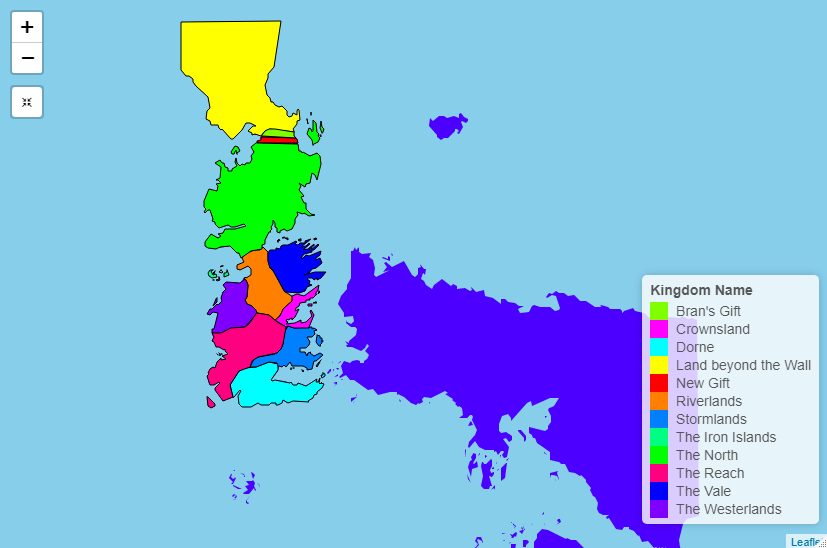 +
−
Kingdom Name
Bran's Gift
Crownsland
Dorne
Land beyond the Wall
New Gift
Riverlands
Stormlands
The Iron Islands
The North
The Reach
The Vale
The Westerlands